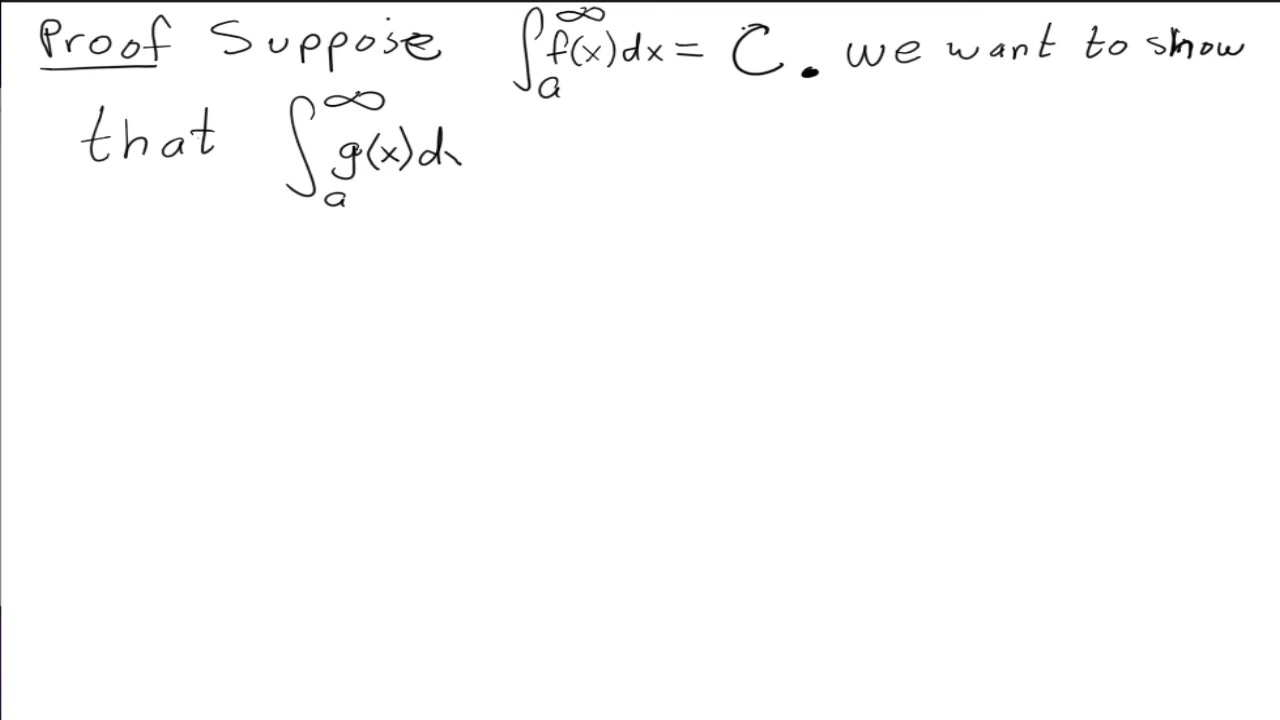 Proof Suppose ∫_a^∞ f(x)dx = C. we want to show
that ∫_a^∞ g(x)d